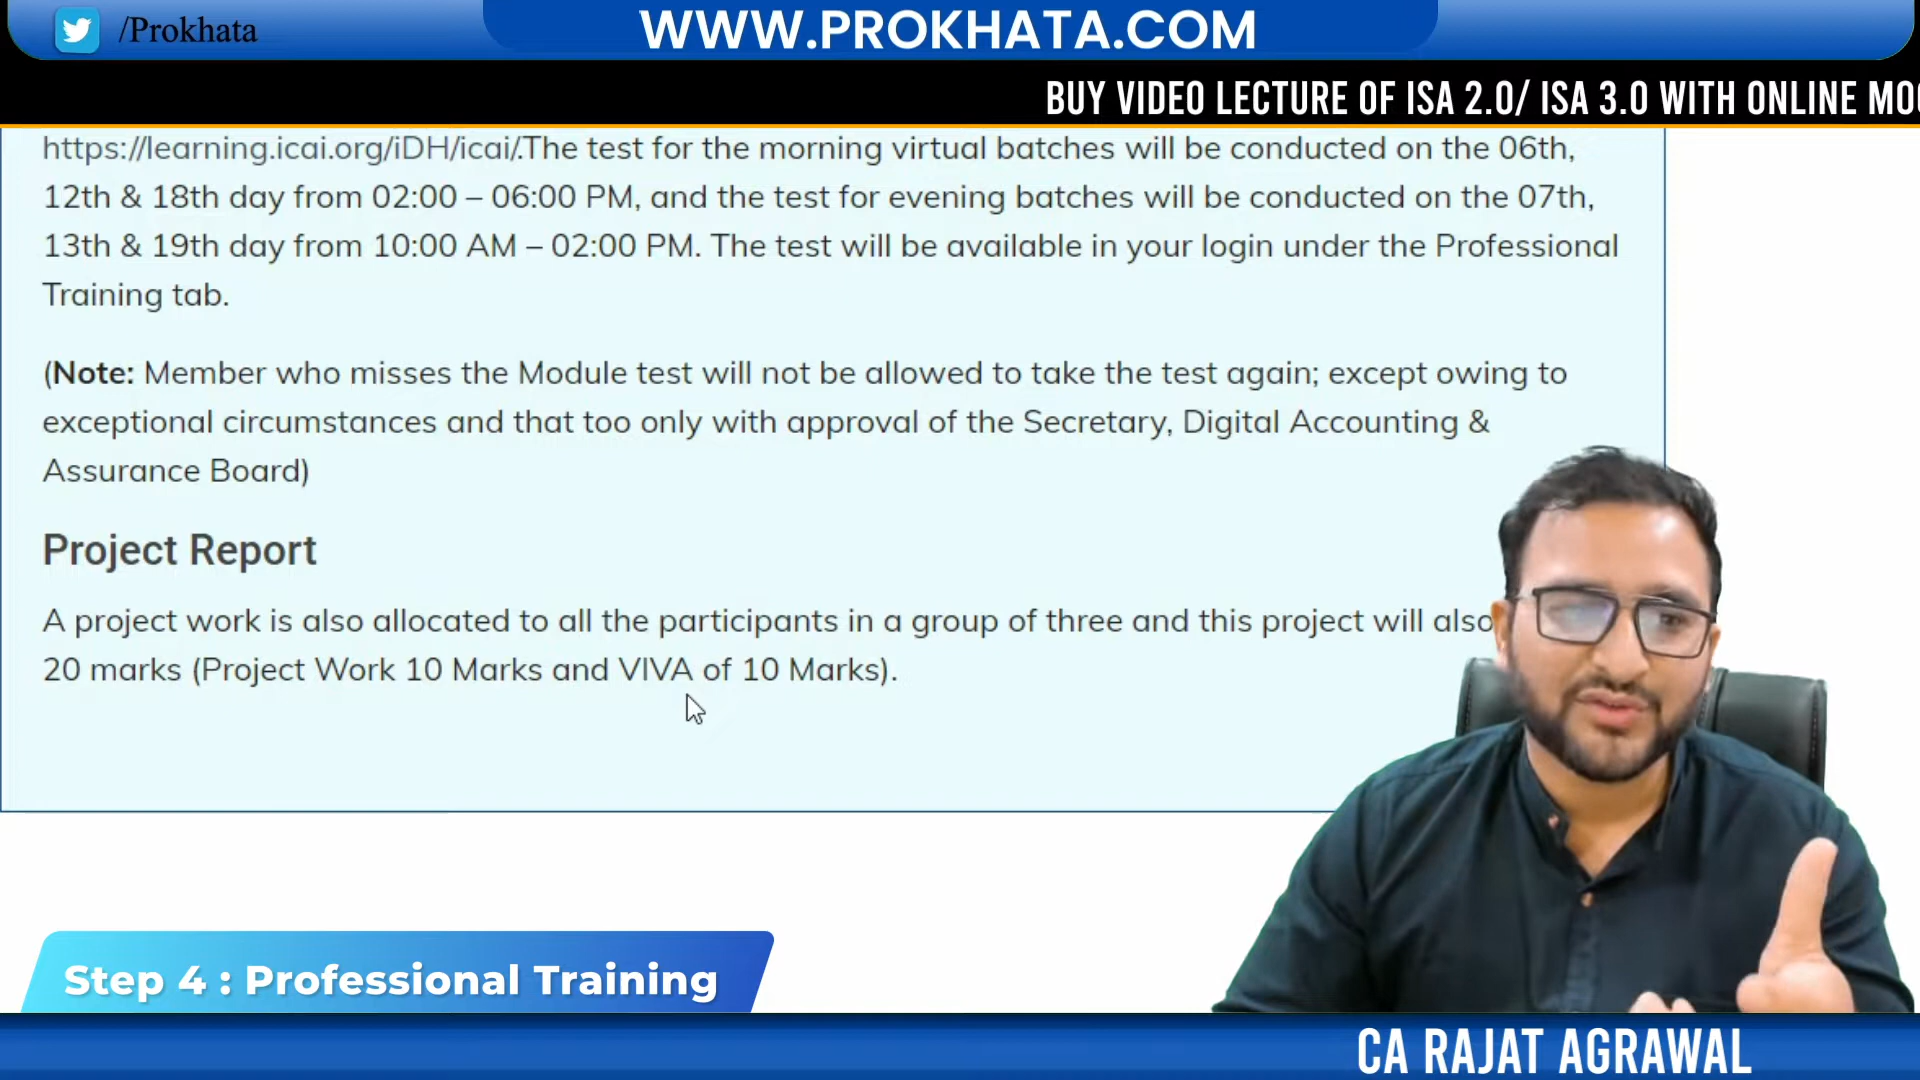 /Prokhata
WWW.PROKHATA.COM
BUY VIDEO LECTURE OF ISA 2.0/ ISA 3.0 WITH ONLINE
https://learning.icai.org/iDH/icai/.The test for the morning virtual batches will be conducted on the 06th,
12th & 18th day from 02:00 – 06:00 PM, and the test for evening batches will be conducted on the 07th,
13th & 19th day from 10:00 AM – 02:00 PM. The test will be available in your login under the Professional
Training tab.
(Note: Member who misses the Module test will not be allowed to take the test again; except owing to
exceptional circumstances and that too only with approval of the Secretary, Digital Accounting &
Assurance Board)
Project Report
A project work is also allocated to all the participants in a group of three and this project will also
20 marks (Project Work 10 Marks and VIVA of 10 Marks).
Step 4 : Professional Training
CA RAJAT AGRAWAL